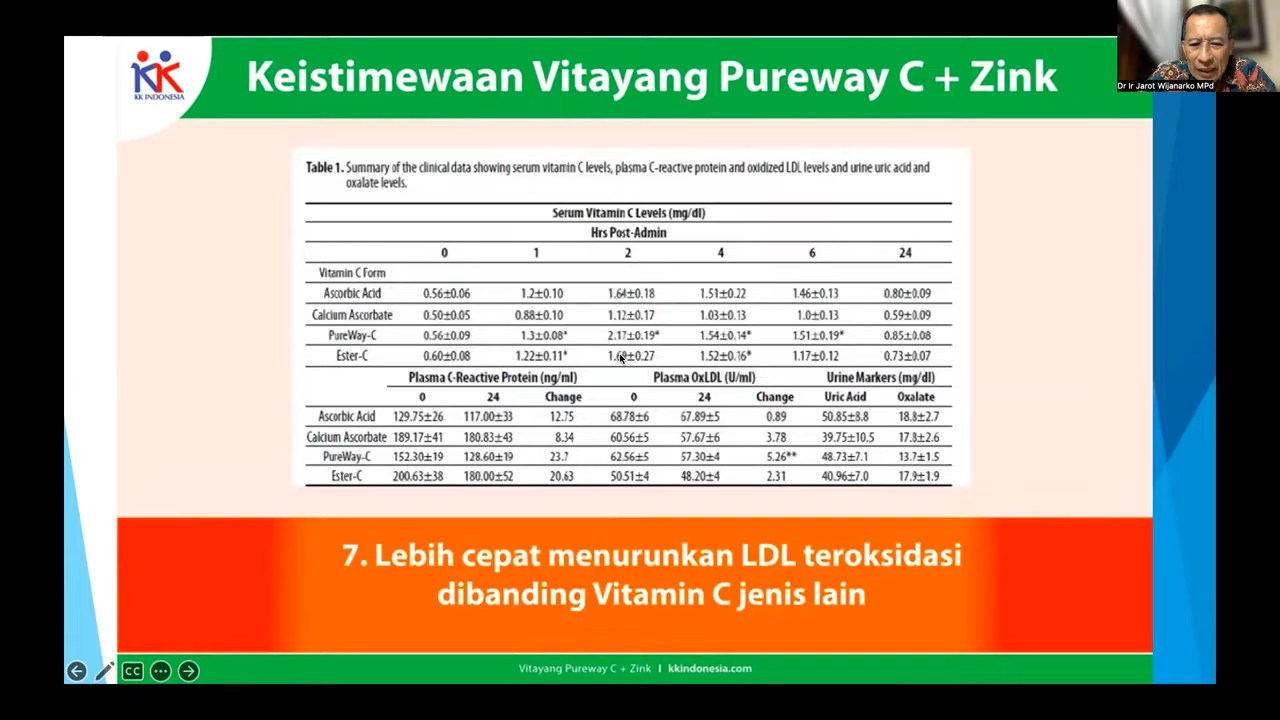 Dr Ir Jarot Wijanarko MPd
KK INDONESIA
Keistimewaan Vitayang Pureway C + Zink
Table 1. Summary of the clinical data showing serum vitamin C levels, plasma C-reactive protein and oxidized LDL levels and urine uric acid and
oxalate levels.
Serum Vitamin C Levels (mg/dl)
Hrs Post-Admin
0 1 2 4 6 24
Vitamin C Form
Ascorbic Acid 0.56±0.06 1.2±0.10 1.64±0.18 1.51±0.22 1.46±0.13 0.80±0.09
Calcium Ascorbate 0.50±0.05 0.88±0.10 1.12±0.17 1.03±0.13 1.0±0.13 0.59±0.09
PureWay-C 0.56±0.09 1.3±0.08* 2.17±0.19* 1.54±0.14* 1.51±0.19* 0.85±0.08
Ester-C 0.60±0.08 1.22±0.11* 1.52±0.16* 1.17±0.12 0.73±0.07
Plasma C-Reactive Protein (ng/ml) Plasma OxLDL (U/ml) Urine Markers (mg/dl)
0 24 Change 0 24 Change Uric Acid Oxalate
Ascorbic Acid 129.75±26 117.00±33 12.75 68.78±6 67.89±5 0.89 50.85±8.8 18.8±2.7
Calcium Ascorbate 189.17±41 180.83±43 8.34 60.56±5 57.67±6 3.78 39.75±10.5 17.8±2.6
PureWay-C 152.30±19 128.60±19 23.7 62.56±5 57.30±4 5.26** 48.73±7.1 13.7±1.5
Ester-C 200.63±38 180.00±52 20.63 50.51±4 48.20±4 2.31 40.96±7.0 17.9±1.9
7. Lebih cepat menurunkan LDL teroksidasi
dibanding Vitamin C jenis lain
CC
Vitayang Pureway C + Zink I kkindonesia.com